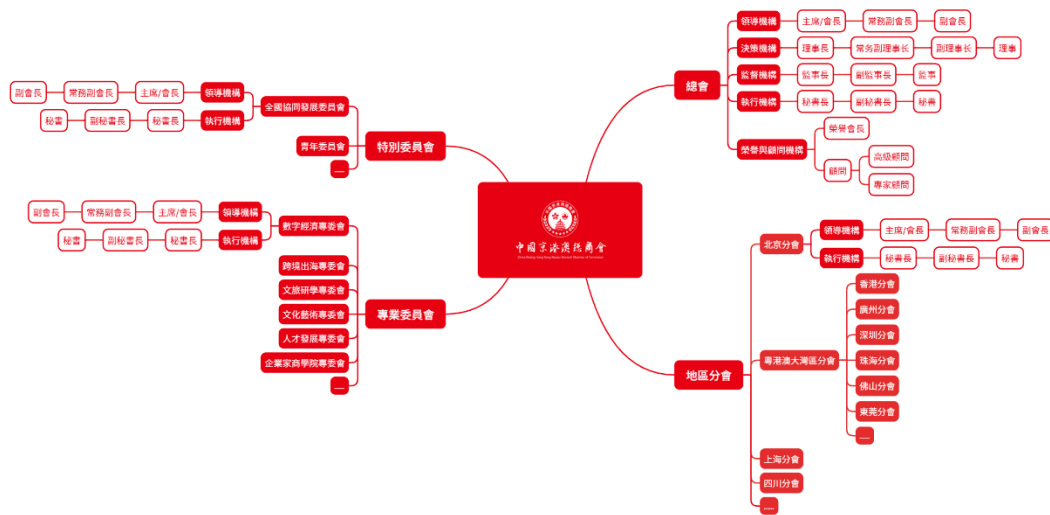 中國京港澳縂商會
總會
領導機構
主席/會長
常務副會長
副會長
決策機構
理事長
常务副理事长
副理事長
理事
監督機構
監事長
副監事長
監事
執行機構
秘書長
副秘書長
秘書
榮譽與顧問機構
榮譽會長
顧問
高級顧問
專家顧問
地區分會
北京分會
領導機構
主席/會長
常務副會長
副會長
執行機構
秘書長
副秘書長
秘書
粵港澳大灣區分會
香港分會
廣州分會
深圳分會
珠海分會
佛山分會
東莞分會
......
上海分會
四川分會
......
特別委員會
全國協同發展委員會
領導機構
主席/會長
常務副會長
副會長
執行機構
秘書長
副秘書長
秘書
青年委員會
......
專業委員會
數字經濟專委會
領導機構
主席/會長
常務副會長
副會長
執行機構
秘書長
副秘書長
秘書
跨境出海專委會
文旅研學專委會
文化藝術專委會
人才發展專委會
企業家商學院專委會
......